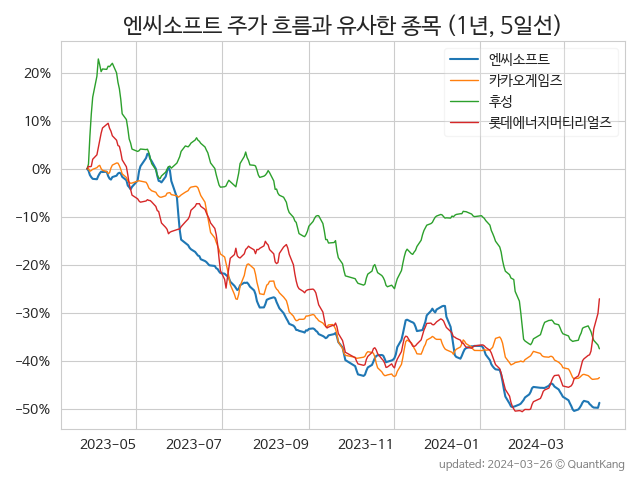 엔씨소프트 주가 흐름과 유사한 종목 (1년, 5일선)
엔씨소프트
카카오게임즈
후성
롯데에너지머티리얼즈
20%
10%
0%
−10%
−20%
−30%
−40%
−50%
2023-05 2023-07 2023-09 2023-11 2024-01 2024-03
updated: 2024-03-26 © QuantKang